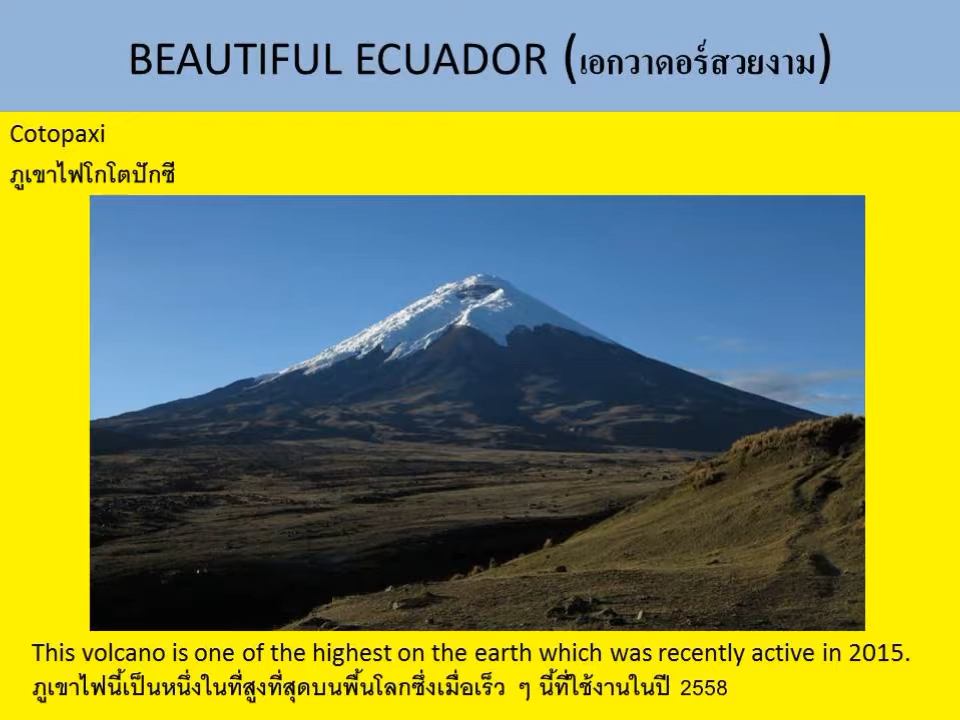 BEAUTIFUL ECUADOR (เอกวาดอร์สวยงาม)
Cotopaxi
ภูเขาไฟโกโตปักซี
This volcano is one of the highest on the earth which was recently active in 2015.
ภูเขาไฟนี้เป็นหนึ่งในที่สูงที่สุดบนพื้นโลกซึ่งเมื่อเร็ว ๆ นี้ที่ใช้งานในปี 2558